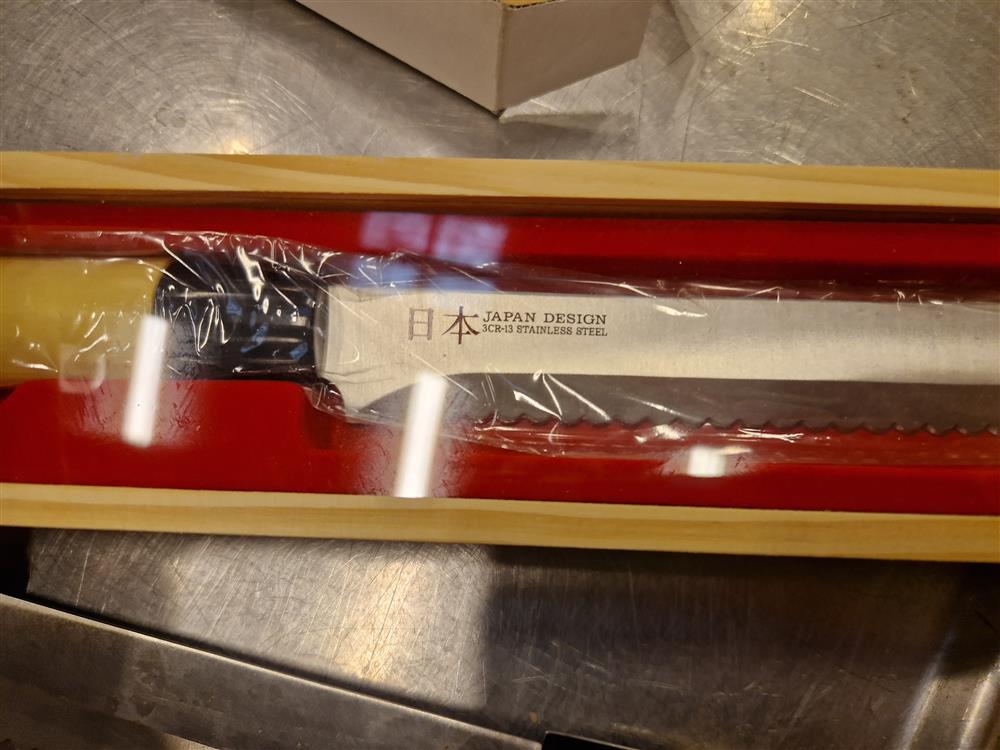 日本 JAPAN DESIGN
3CR-13 STAINLESS STEEL